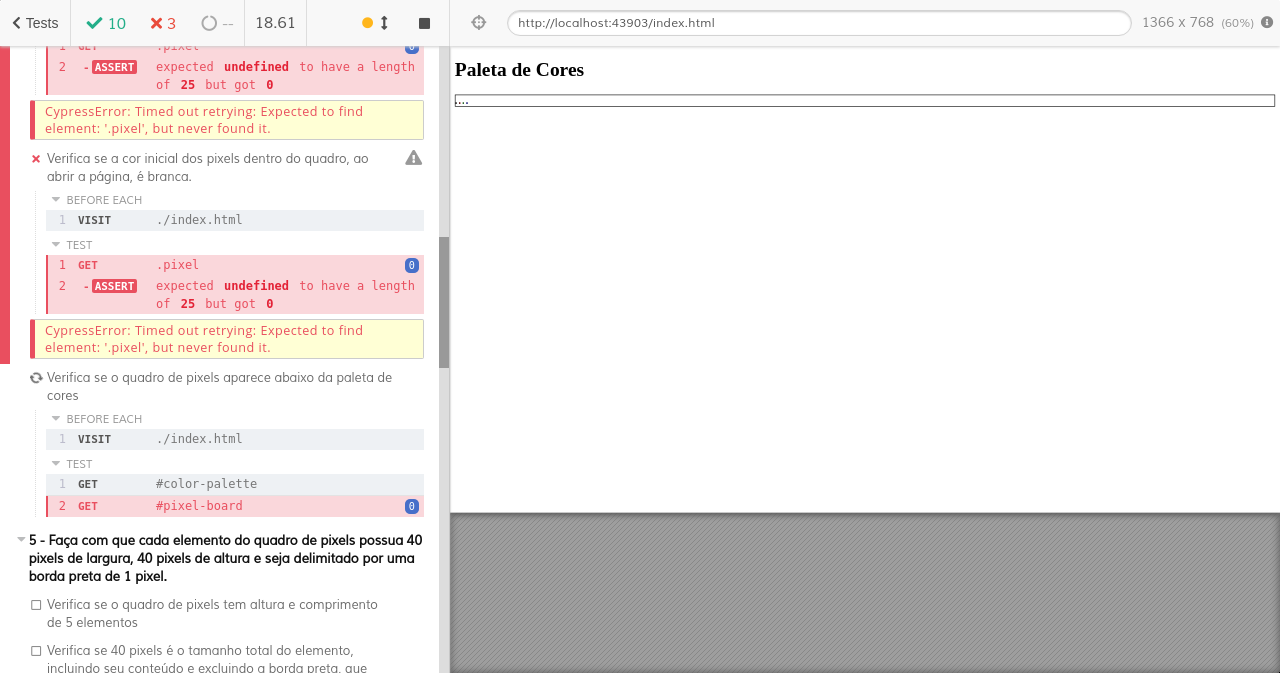 Tests
10
3
--
18.61
http://localhost:43903/index.html
1366 x 768 (60%)
1 GET .pixel 0
2 -ASSERT expected undefined to have a length
of 25 but got 0
CypressError: Timed out retrying: Expected to find
element: '.pixel', but never found it.
Verifica se a cor inicial dos pixels dentro do quadro, ao
abrir a página, é branca.
BEFORE EACH
1 VISIT ./index.html
TEST
1 GET .pixel 0
2 -ASSERT expected undefined to have a length
of 25 but got 0
CypressError: Timed out retrying: Expected to find
element: '.pixel', but never found it.
Verifica se o quadro de pixels aparece abaixo da paleta de
cores
BEFORE EACH
1 VISIT ./index.html
TEST
1 GET #color-palette
2 GET #pixel-board 0
5 - Faça com que cada elemento do quadro de pixels possua 40
pixels de largura, 40 pixels de altura e seja delimitado por uma
borda preta de 1 pixel.
Verifica se o quadro de pixels tem altura e comprimento
de 5 elementos
Verifica se 40 pixels é o tamanho total do elemento,
incluindo seu conteúdo e excluindo a borda preta, que
Paleta de Cores
....